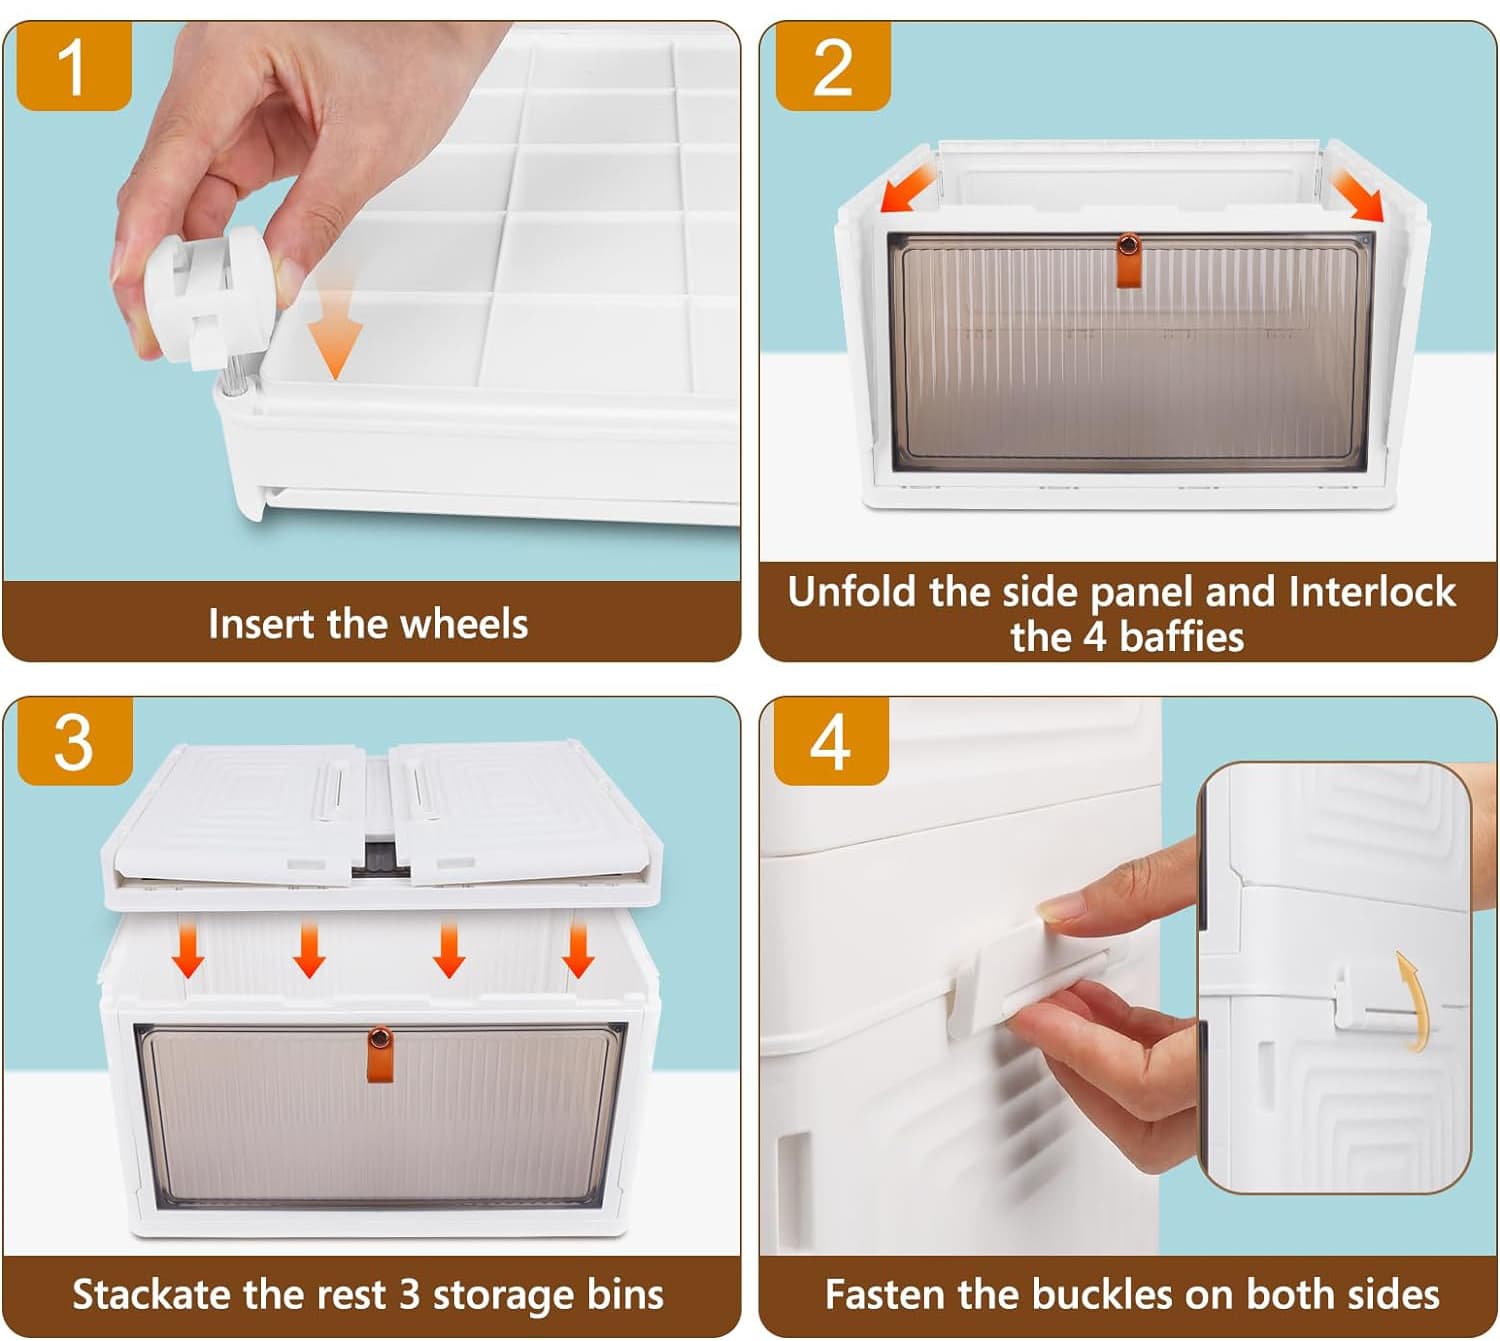 1
Insert the wheels
2
Unfold the side panel and Interlock
the 4 baffies
3
Stackate the rest 3 storage bins
4
Fasten the buckles on both sides